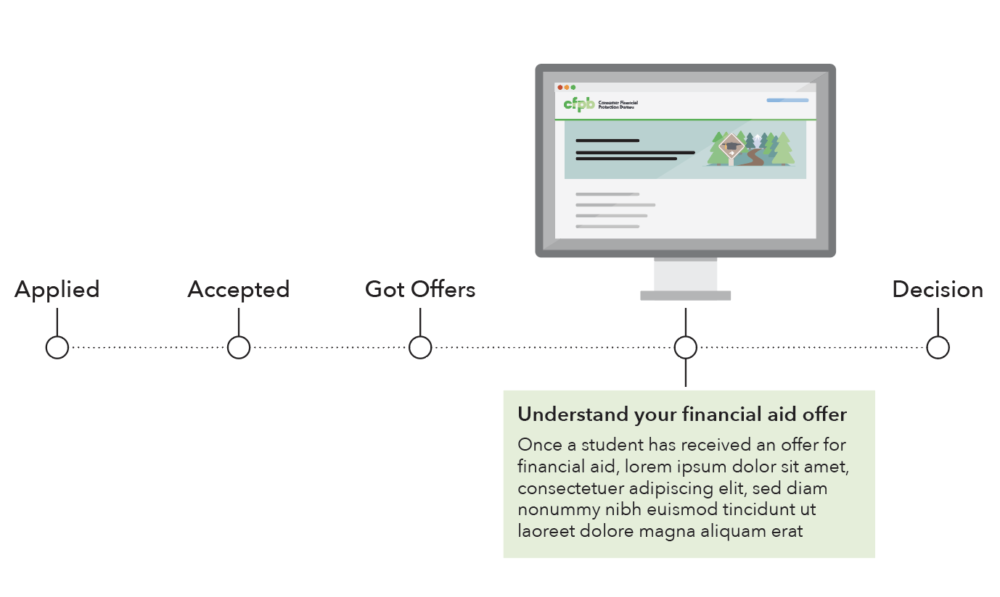 cfpb Consumer Financial
Protection Bureau
Applied
Accepted
Got Offers
Decision
Understand your financial aid offer
Once a student has received an offer for
financial aid, lorem ipsum dolor sit amet,
consectetuer adipiscing elit, sed diam
nonummy nibh euismod tincidunt ut
laoreet dolore magna aliquam erat